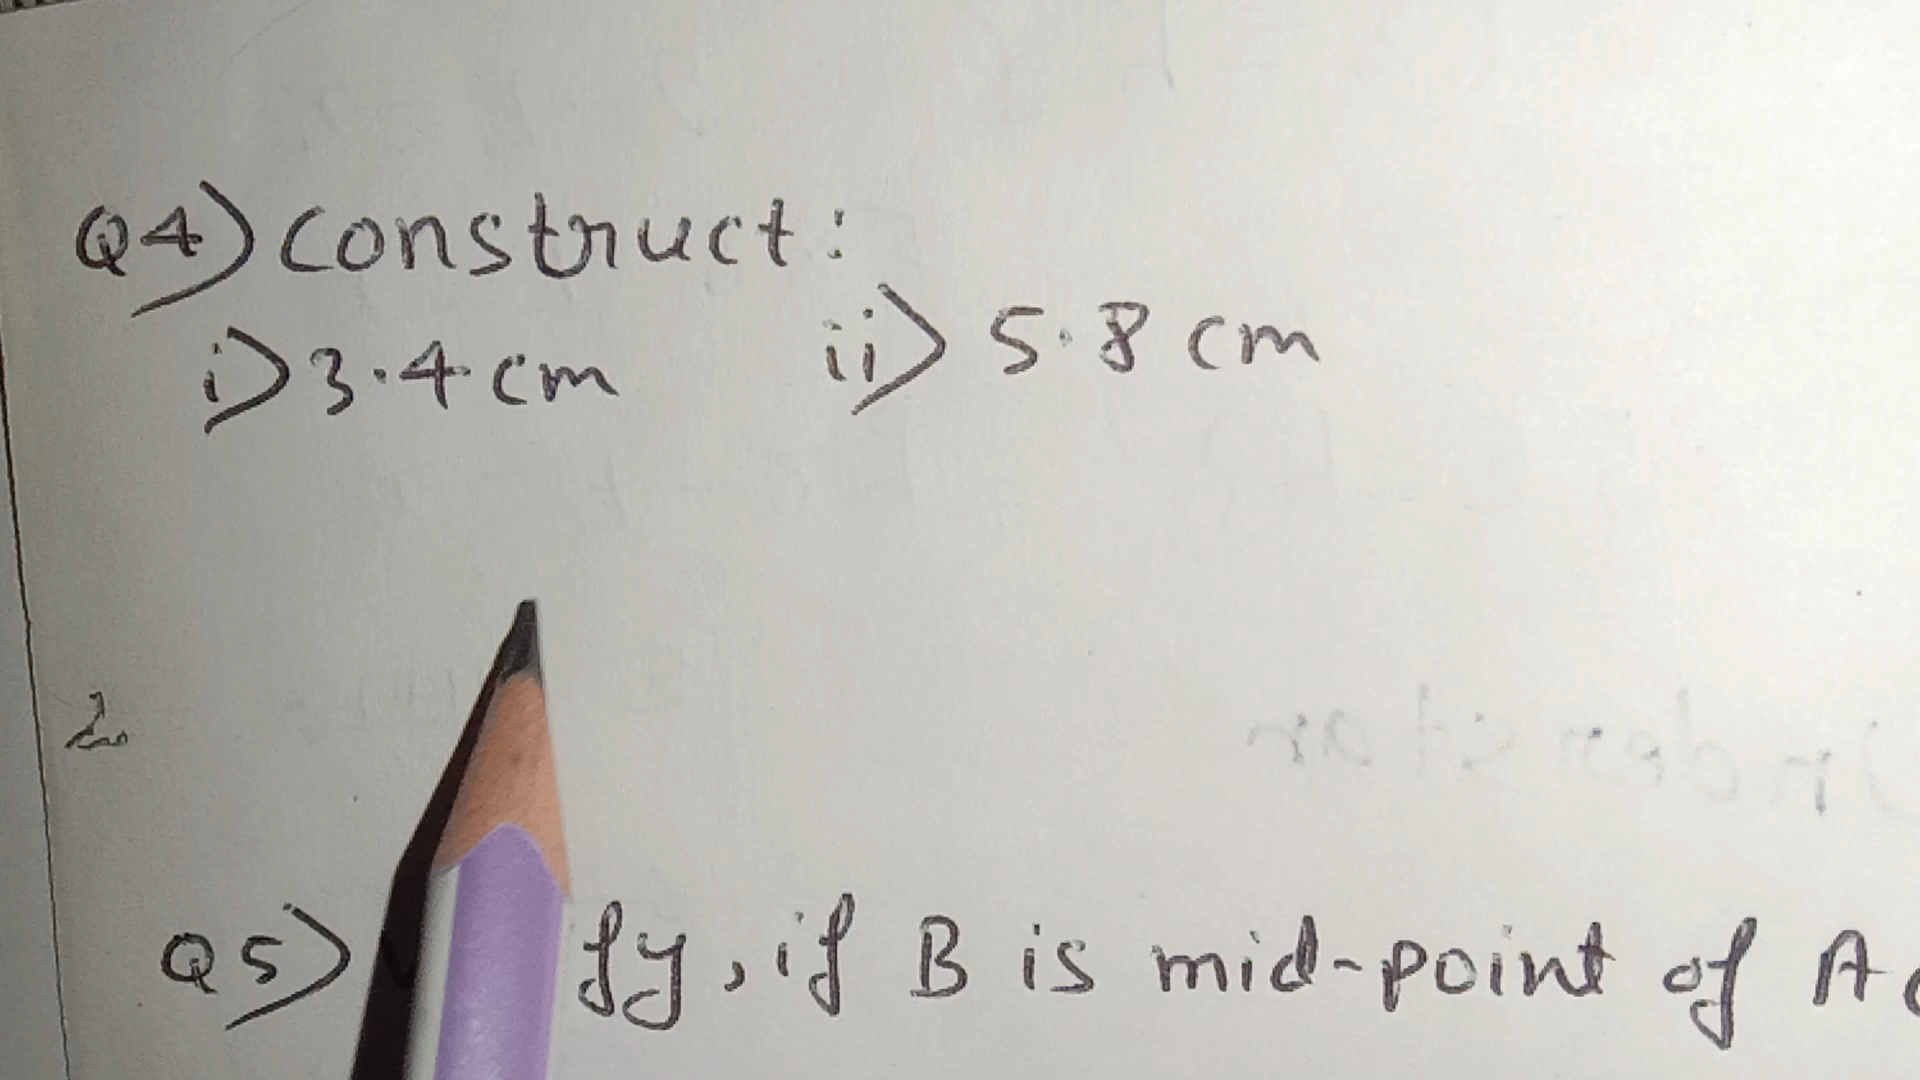 Q4) construct:
i) 3.4 cm ii) 5.8 cm
Q5) fy, if B is mid-point of A